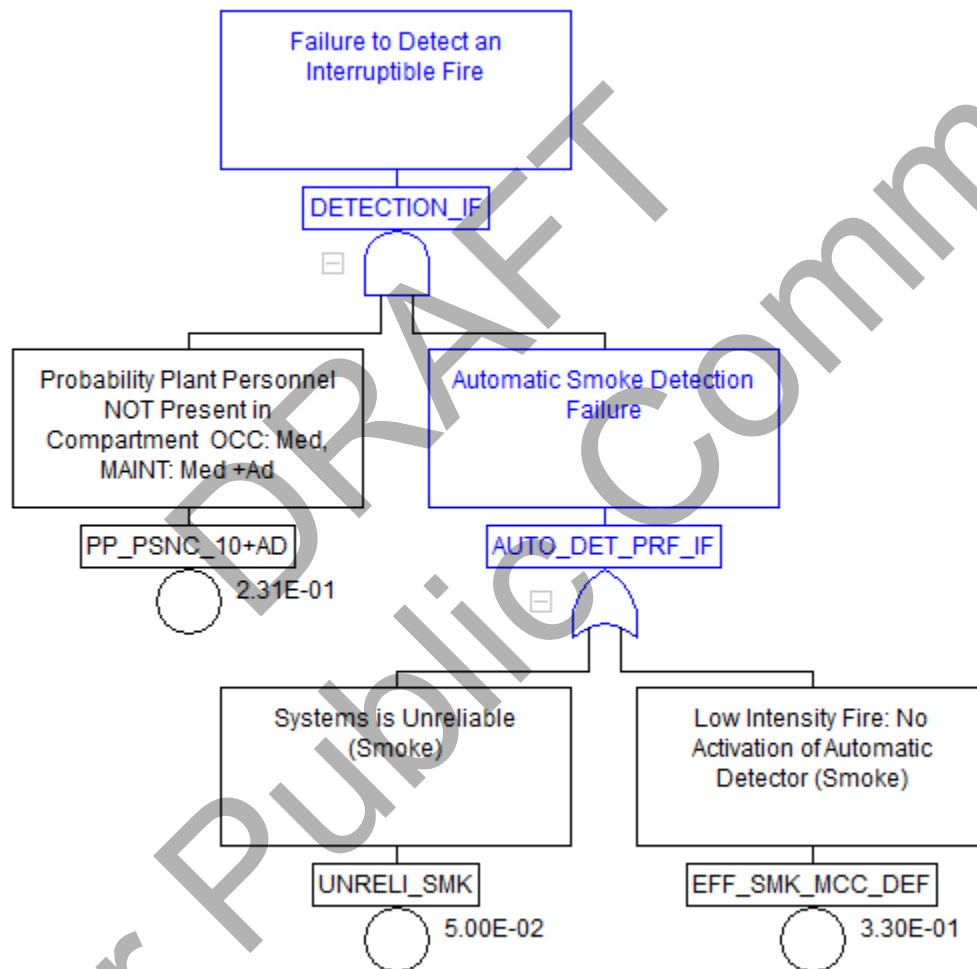 Failure to Detect an
Interruptible Fire
DETECTION_IF
Probability Plant Personnel
NOT Present in
Compartment OCC: Med,
MAINT: Med +Ad
PP_PSNC_10+AD
2.31E-01
Automatic Smoke Detection
Failure
AUTO_DET_PRF_IF
Systems is Unreliable
(Smoke)
UNRELI_SMK
5.00E-02
Low Intensity Fire: No
Activation of Automatic
Detector (Smoke)
EFF_SMK_MCC_DEF
3.30E-01
DRAFT
r Public Comm